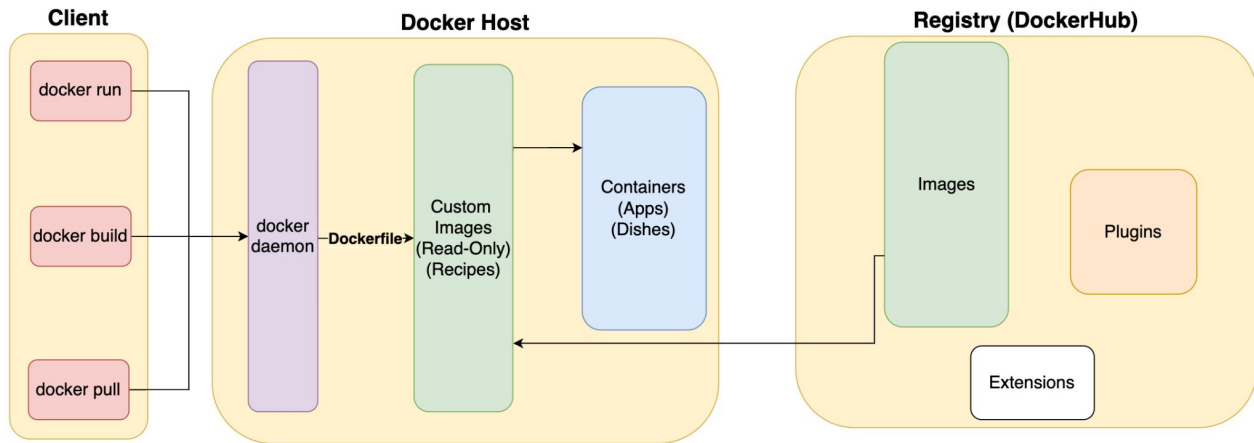 Client
docker run
docker build
docker pull
Docker Host
docker
daemon
Dockerfile
Custom
Images
(Read-Only)
(Recipes)
Containers
(Apps)
(Dishes)
Registry (DockerHub)
Images
Plugins
Extensions